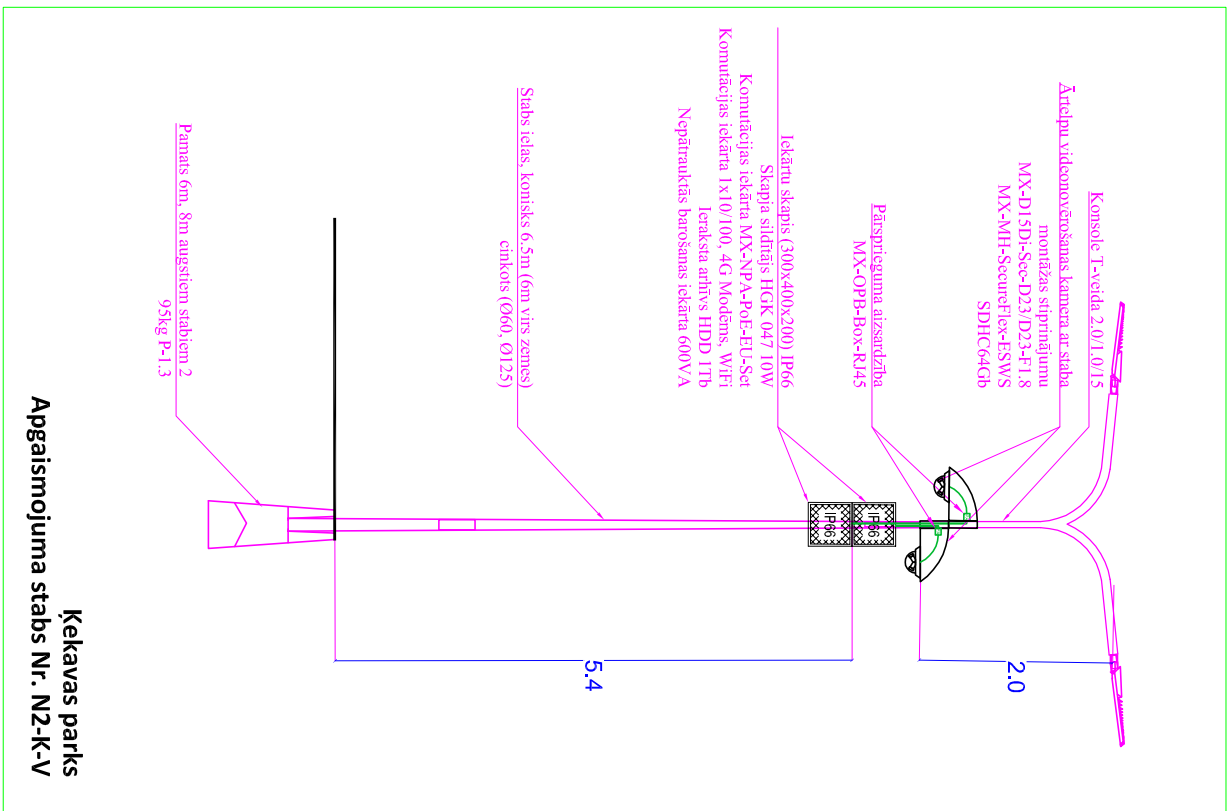 Konsole T-veida 2.0/1.0/15
Ārtelpu videonovērošanas kamera ar staba
montāžas stiprinājumu
MX-D15Di-Sec-D23/D23-F1.8
MX-MH-SecureFlex-ESWS
SDHC64Gb
Pārsprieguma aizsardzība
MX-OPB-Box-RJ45
Iekārtu skapis (300x400x200) IP66
Skapja sildītājs HGK 047 10W
Komutācijas iekārta MX-NPA-PoE-EU-Set
Komutācijas iekārta 1x10/100, 4G Modēms, WiFi
Ieraksta arhīvs HDD 1Tb
Nepātrauktās barošanas iekārta 600VA
Stabs ielas, konisks 6.5m (6m virs zemes)
cinkots (Ø60, Ø125)
Pamats 6m, 8m augstiem stabiem 2
95kg P-1.3
IP66
IP66
2.0
5.4
Ķekavas parks
Apgaismojuma stabs Nr. N2-K-V